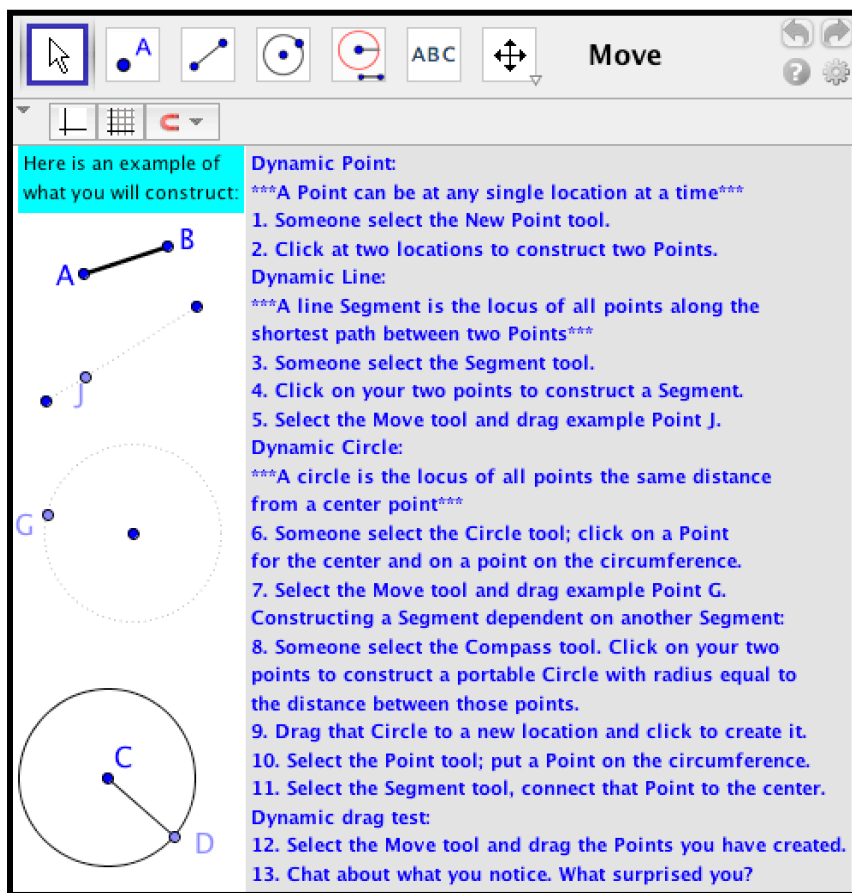 A
ABC
Move
?
Here is an example of
what you will construct:
A
B
J
G
C
D
Dynamic Point:
***A Point can be at any single location at a time***
1. Someone select the New Point tool.
2. Click at two locations to construct two Points.
Dynamic Line:
***A line Segment is the locus of all points along the
shortest path between two Points***
3. Someone select the Segment tool.
4. Click on your two points to construct a Segment.
5. Select the Move tool and drag example Point J.
Dynamic Circle:
***A circle is the locus of all points the same distance
from a center point***
6. Someone select the Circle tool; click on a Point
for the center and on a point on the circumference.
7. Select the Move tool and drag example Point G.
Constructing a Segment dependent on another Segment:
8. Someone select the Compass tool. Click on your two
points to construct a portable Circle with radius equal to
the distance between those points.
9. Drag that Circle to a new location and click to create it.
10. Select the Point tool; put a Point on the circumference.
11. Select the Segment tool, connect that Point to the center.
Dynamic drag test:
12. Select the Move tool and drag the Points you have created.
13. Chat about what you notice. What surprised you?